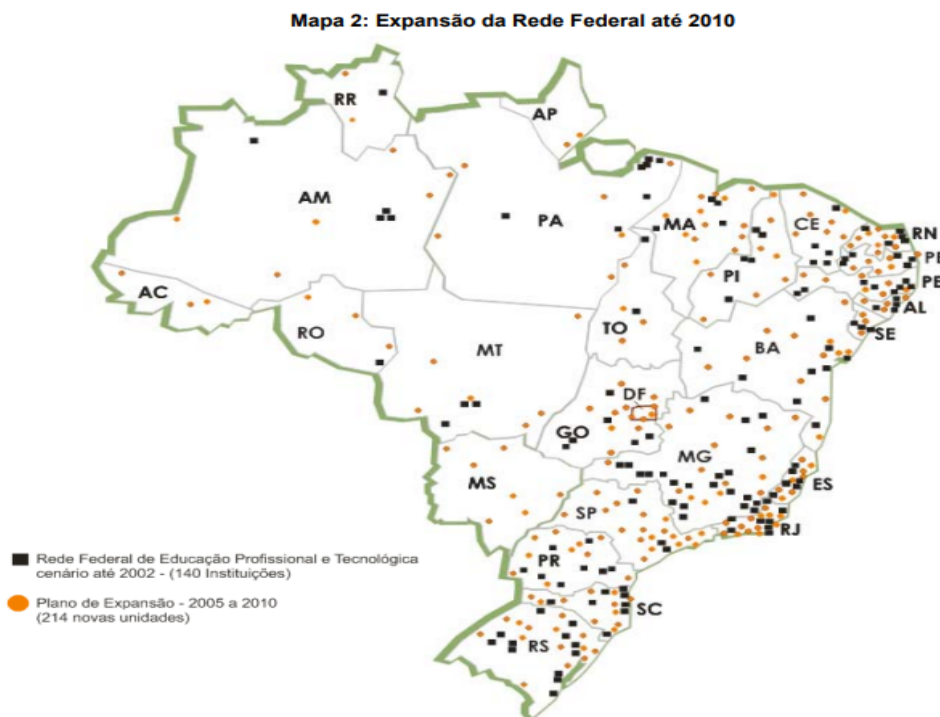 Mapa 2: Expansão da Rede Federal até 2010
RR
AP
AM
PA
MA
CE
RN
PE
PI
AC
AL
SE
TO
RO
BA
MT
DF
GO
MG
MS
ES
SP
RJ
Rede Federal de Educação Profissional e Tecnológica
cenário até 2002 - (140 Instituições)
PR
Plano de Expansão - 2005 a 2010
(214 novas unidades)
SC
RS